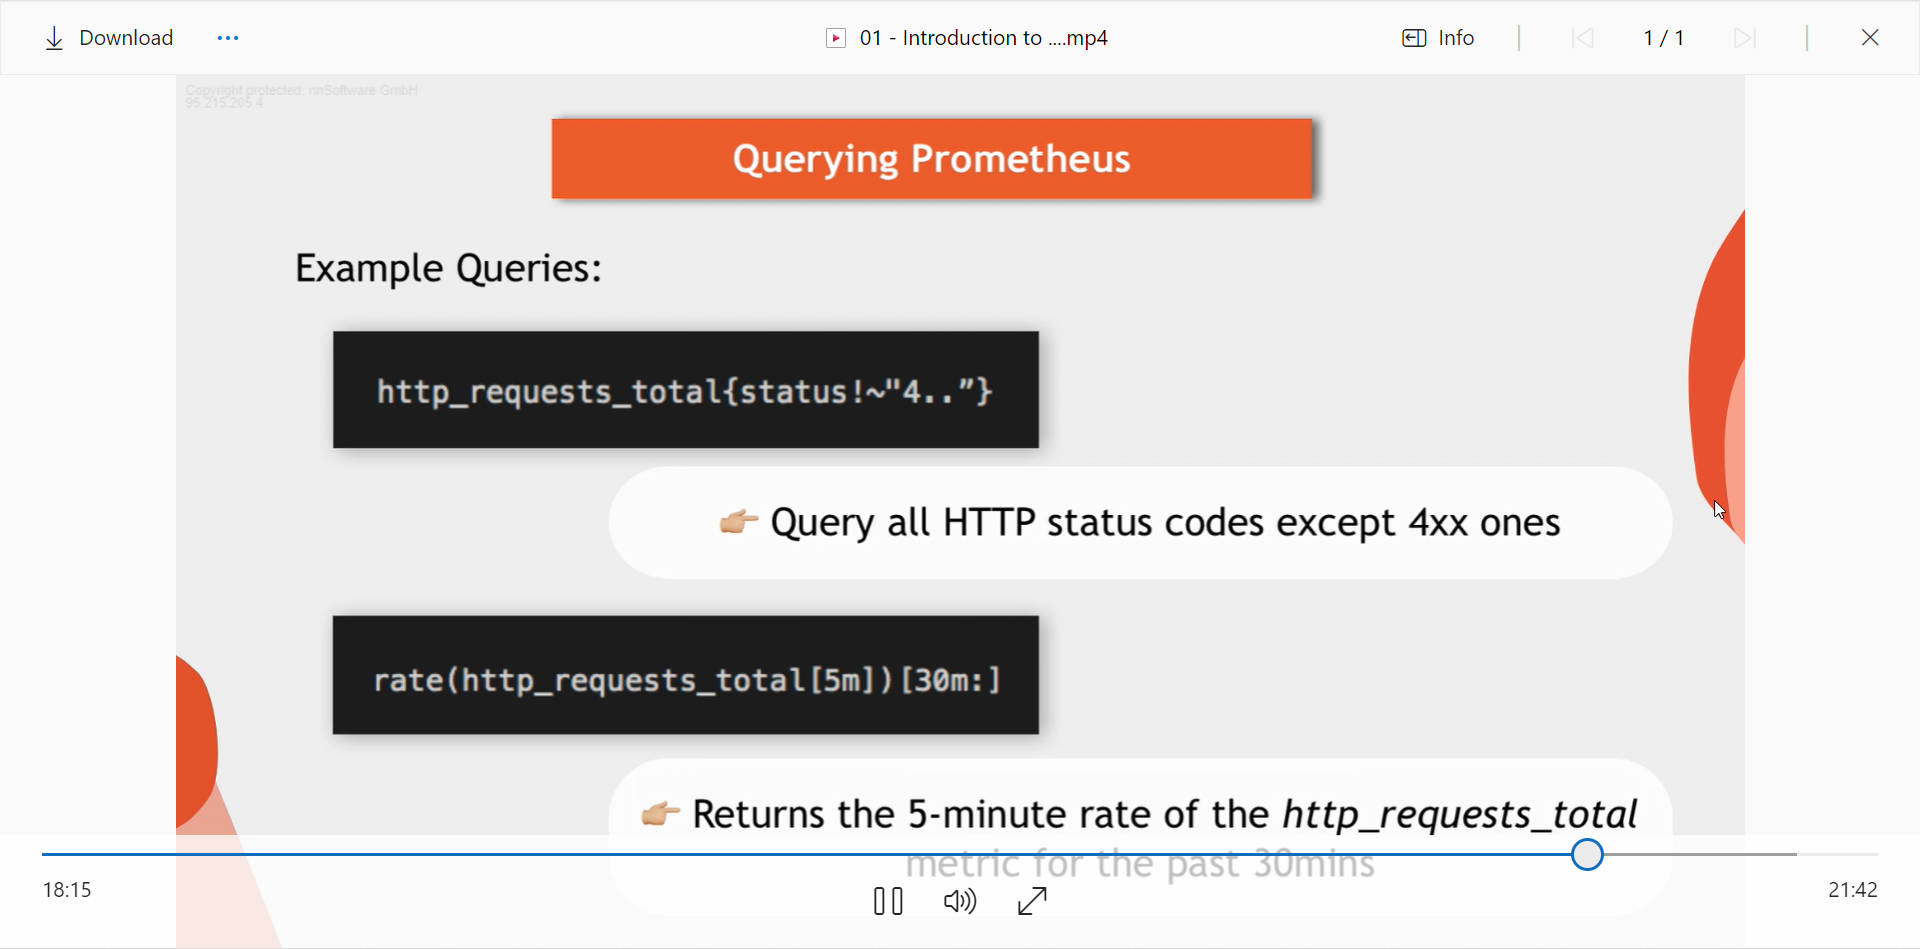 Download
...
01 - Introduction to ....mp4
Info
1 / 1
Copyright protected: nnSoftware GmbH
95.215.205.4
Querying Prometheus
Example Queries:
http_requests_total{status!~"4..”}
👉🏼 Query all HTTP status codes except 4xx ones
rate(http_requests_total[5m])[30m:]
👉🏼 Returns the 5-minute rate of the http_requests_total
metric for the past 30mins
18:15
21:42